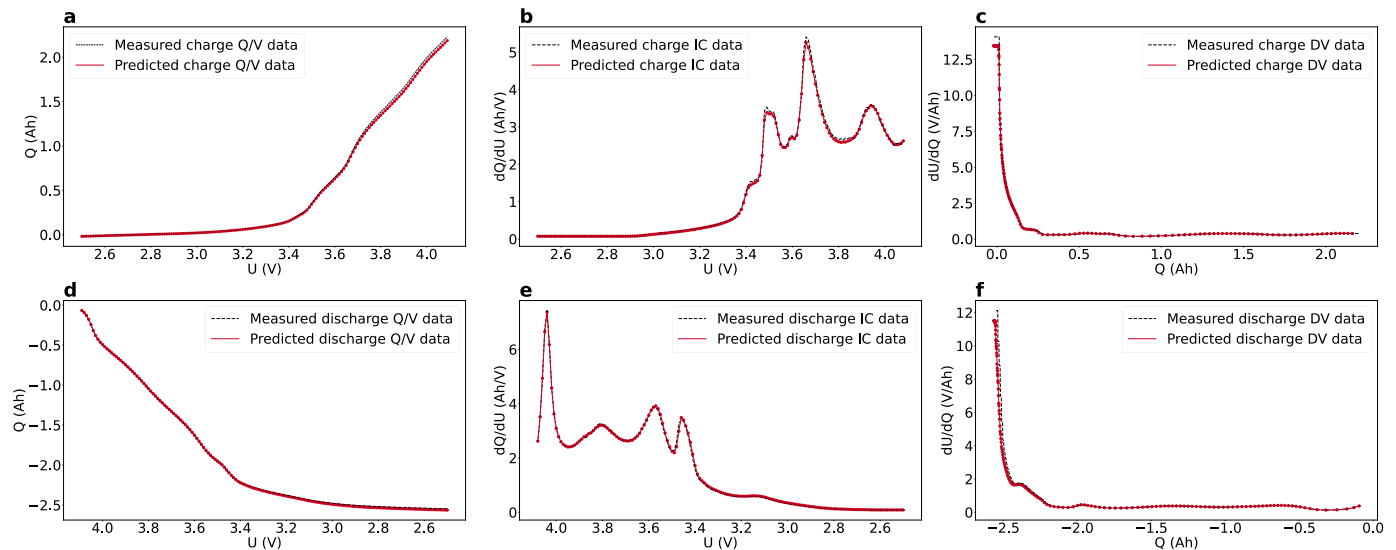 a
Measured charge Q/V data
Predicted charge Q/V data
Q (Ah)
2.0
1.5
1.0
0.5
0.0
2.6 2.8 3.0 3.2 3.4 3.6 3.8 4.0
U (V)
b
Measured charge IC data
Predicted charge IC data
dQ/dU (Ah/V)
5
4
3
2
1
0
2.6 2.8 3.0 3.2 3.4 3.6 3.8 4.0
U (V)
c
Measured charge DV data
Predicted charge DV data
dU/dQ (V/Ah)
12.5
10.0
7.5
5.0
2.5
0.0
0.0 0.5 1.0 1.5 2.0
Q (Ah)
d
Measured discharge Q/V data
Predicted discharge Q/V data
Q (Ah)
0.0
−0.5
−1.0
−1.5
−2.0
−2.5
4.0 3.8 3.6 3.4 3.2 3.0 2.8 2.6
U (V)
e
Measured discharge IC data
Predicted discharge IC data
dQ/dU (Ah/V)
6
4
2
0
4.0 3.8 3.6 3.4 3.2 3.0 2.8 2.6
U (V)
f
Measured discharge DV data
Predicted discharge DV data
dU/dQ (V/Ah)
12
10
8
6
4
2
0
−2.5 −2.0 −1.5 −1.0 −0.5 0.0
Q (Ah)